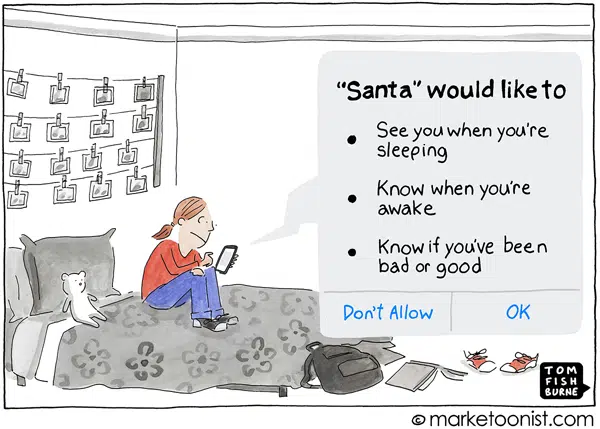 “Santa” would like to
• See you when you're
sleeping
• Know when you're
awake
• Know if you've been
bad or good
Don't Allow
OK
TOM
FISH
BURNE
© marketoonist.com